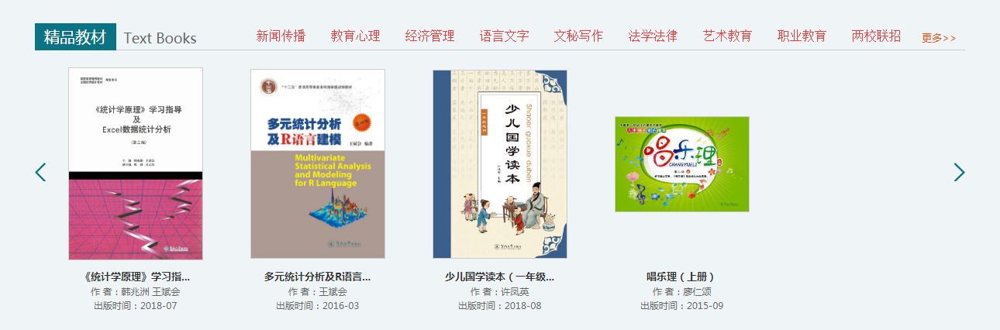 精品教材 Text Books 新闻传播 教育心理 经济管理 语言文字 文秘写作 法学法律 艺术教育 职业教育 两校联招 更多>>
《统计学原理》学习指导
及
Excel数据统计分析
(第三版)
多元统计分析
及R语言建模
第四版
王斌会 编著
Multivariate
Statistical Analysis
and Modeling
for R Language
少儿国学读本
Shaoer guoxue duben
唱乐理
CHANGYUELI
《统计学原理》学习指...
作 者：韩兆洲 王斌会
出版时间：2018-07
多元统计分析及R语言...
作 者：王斌会
出版时间：2016-03
少儿国学读本（一年级...
作 者：许凤英
出版时间：2018-08
唱乐理（上册）
作 者：廖仁颂
出版时间：2015-09